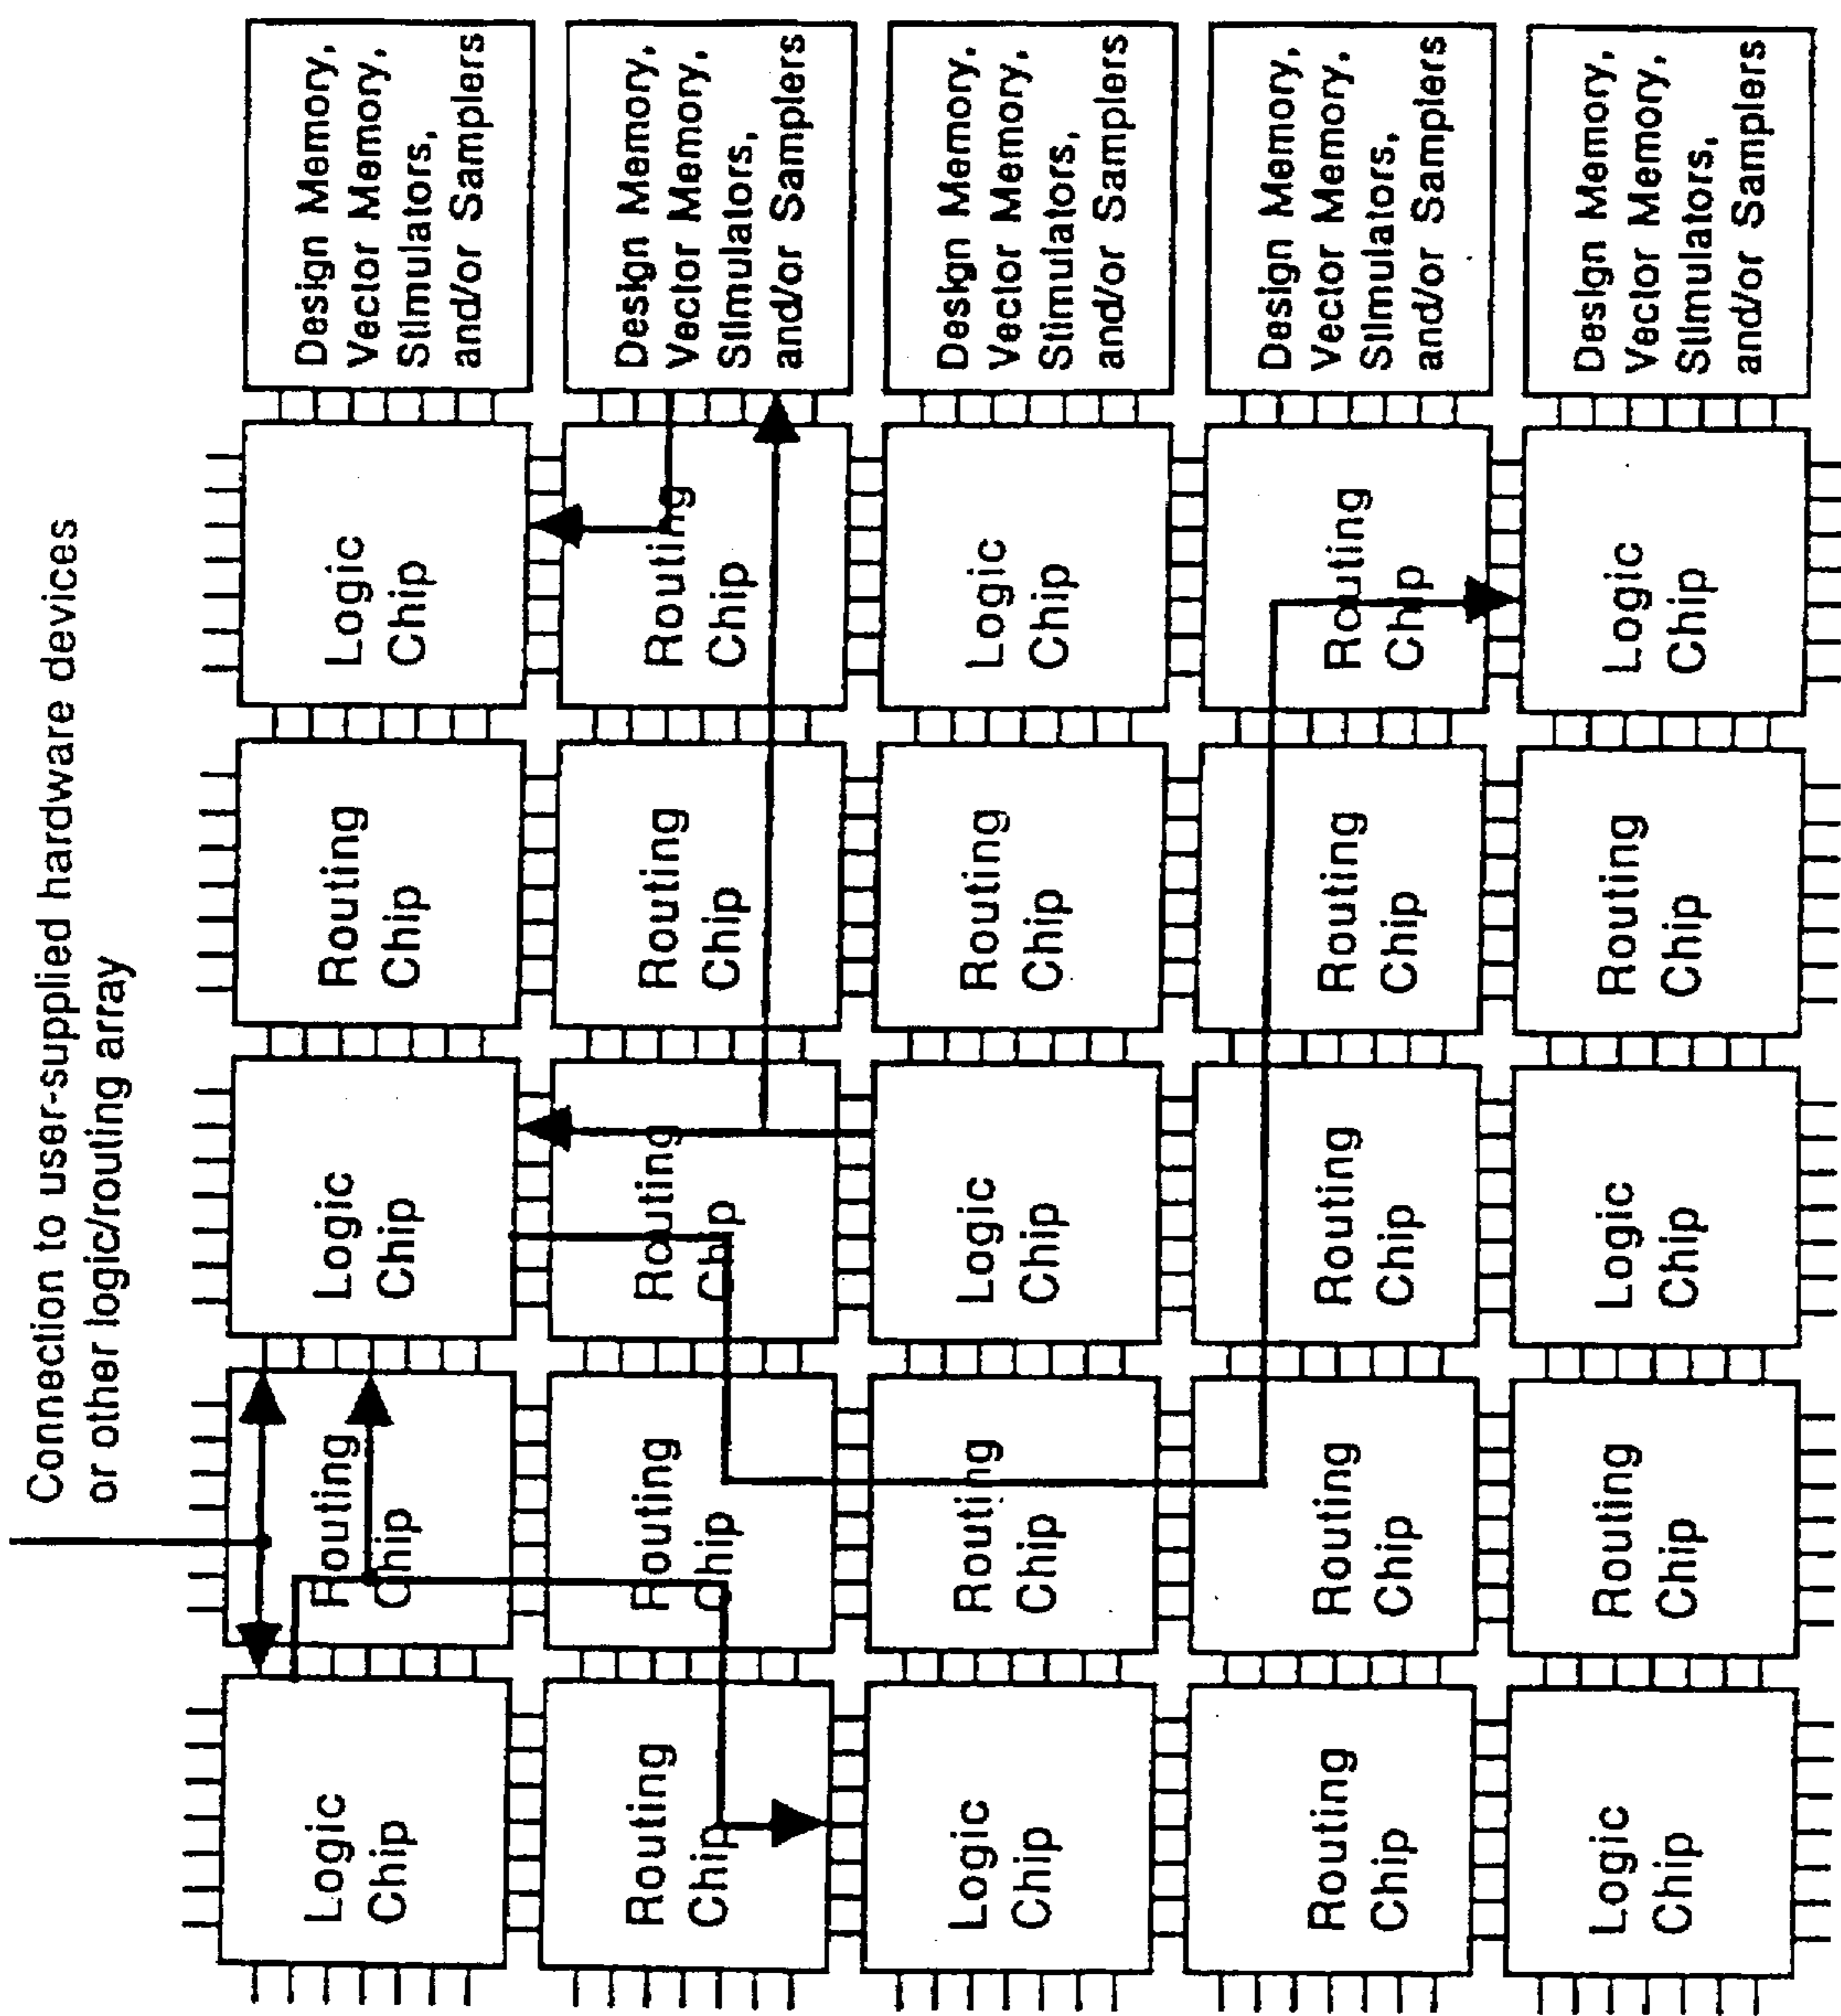 Connection to user-supplied hardware devices
or other logic/routing array
Logic
Chip
Routing
Chip
Logic
Chip
Routing
Chip
Logic
Chip
Design Memory,
Vector Memory,
Stimulators,
and/or Samplers
Routing
Chip
Routing
Chip
Routing
Chip
Routing
Chip
Routing
Chip
Design Memory,
Vector Memory,
Stimulators,
and/or Samplers
Logic
Chip
Routing
Chip
Logic
Chip
Routing
Chip
Logic
Chip
Design Memory,
Vector Memory,
Stimulators,
and/or Samplers
Routing
Chip
Routing
Chip
Routing
Chip
Routing
Chip
Routing
Chip
Design Memory,
Vector Memory,
Stimulators,
and/or Samplers
Logic
Chip
Routing
Chip
Logic
Chip
Routing
Chip
Logic
Chip
Design Memory,
Vector Memory,
Stimulators,
and/or Samplers